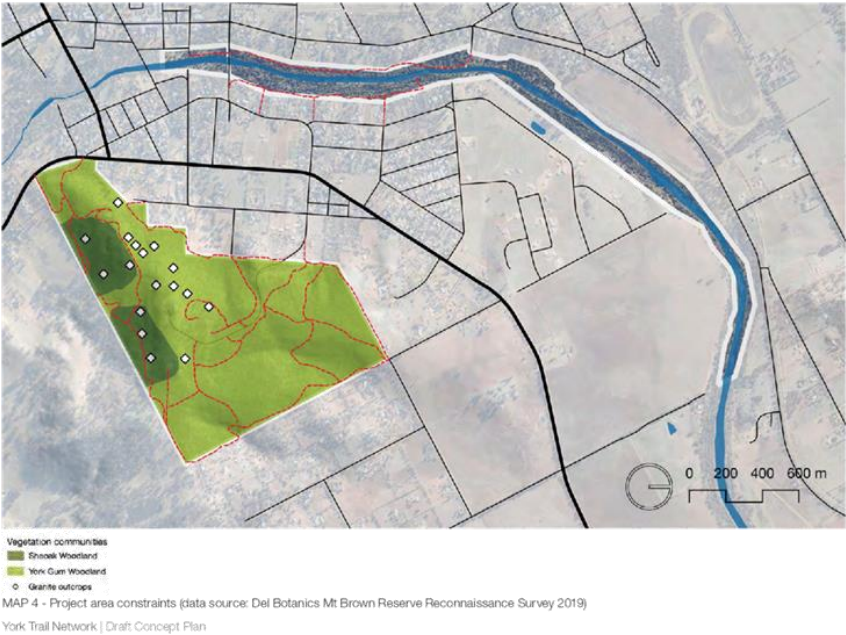 0 200 400 600 m
Vegetation communities
Sheoak Woodland
York Gum Woodland
Granite outcrops
MAP 4 - Project area constraints (data source: Del Botanics Mt Brown Reserve Reconnaissance Survey 2019)
York Trail Network | Draft Concept Plan